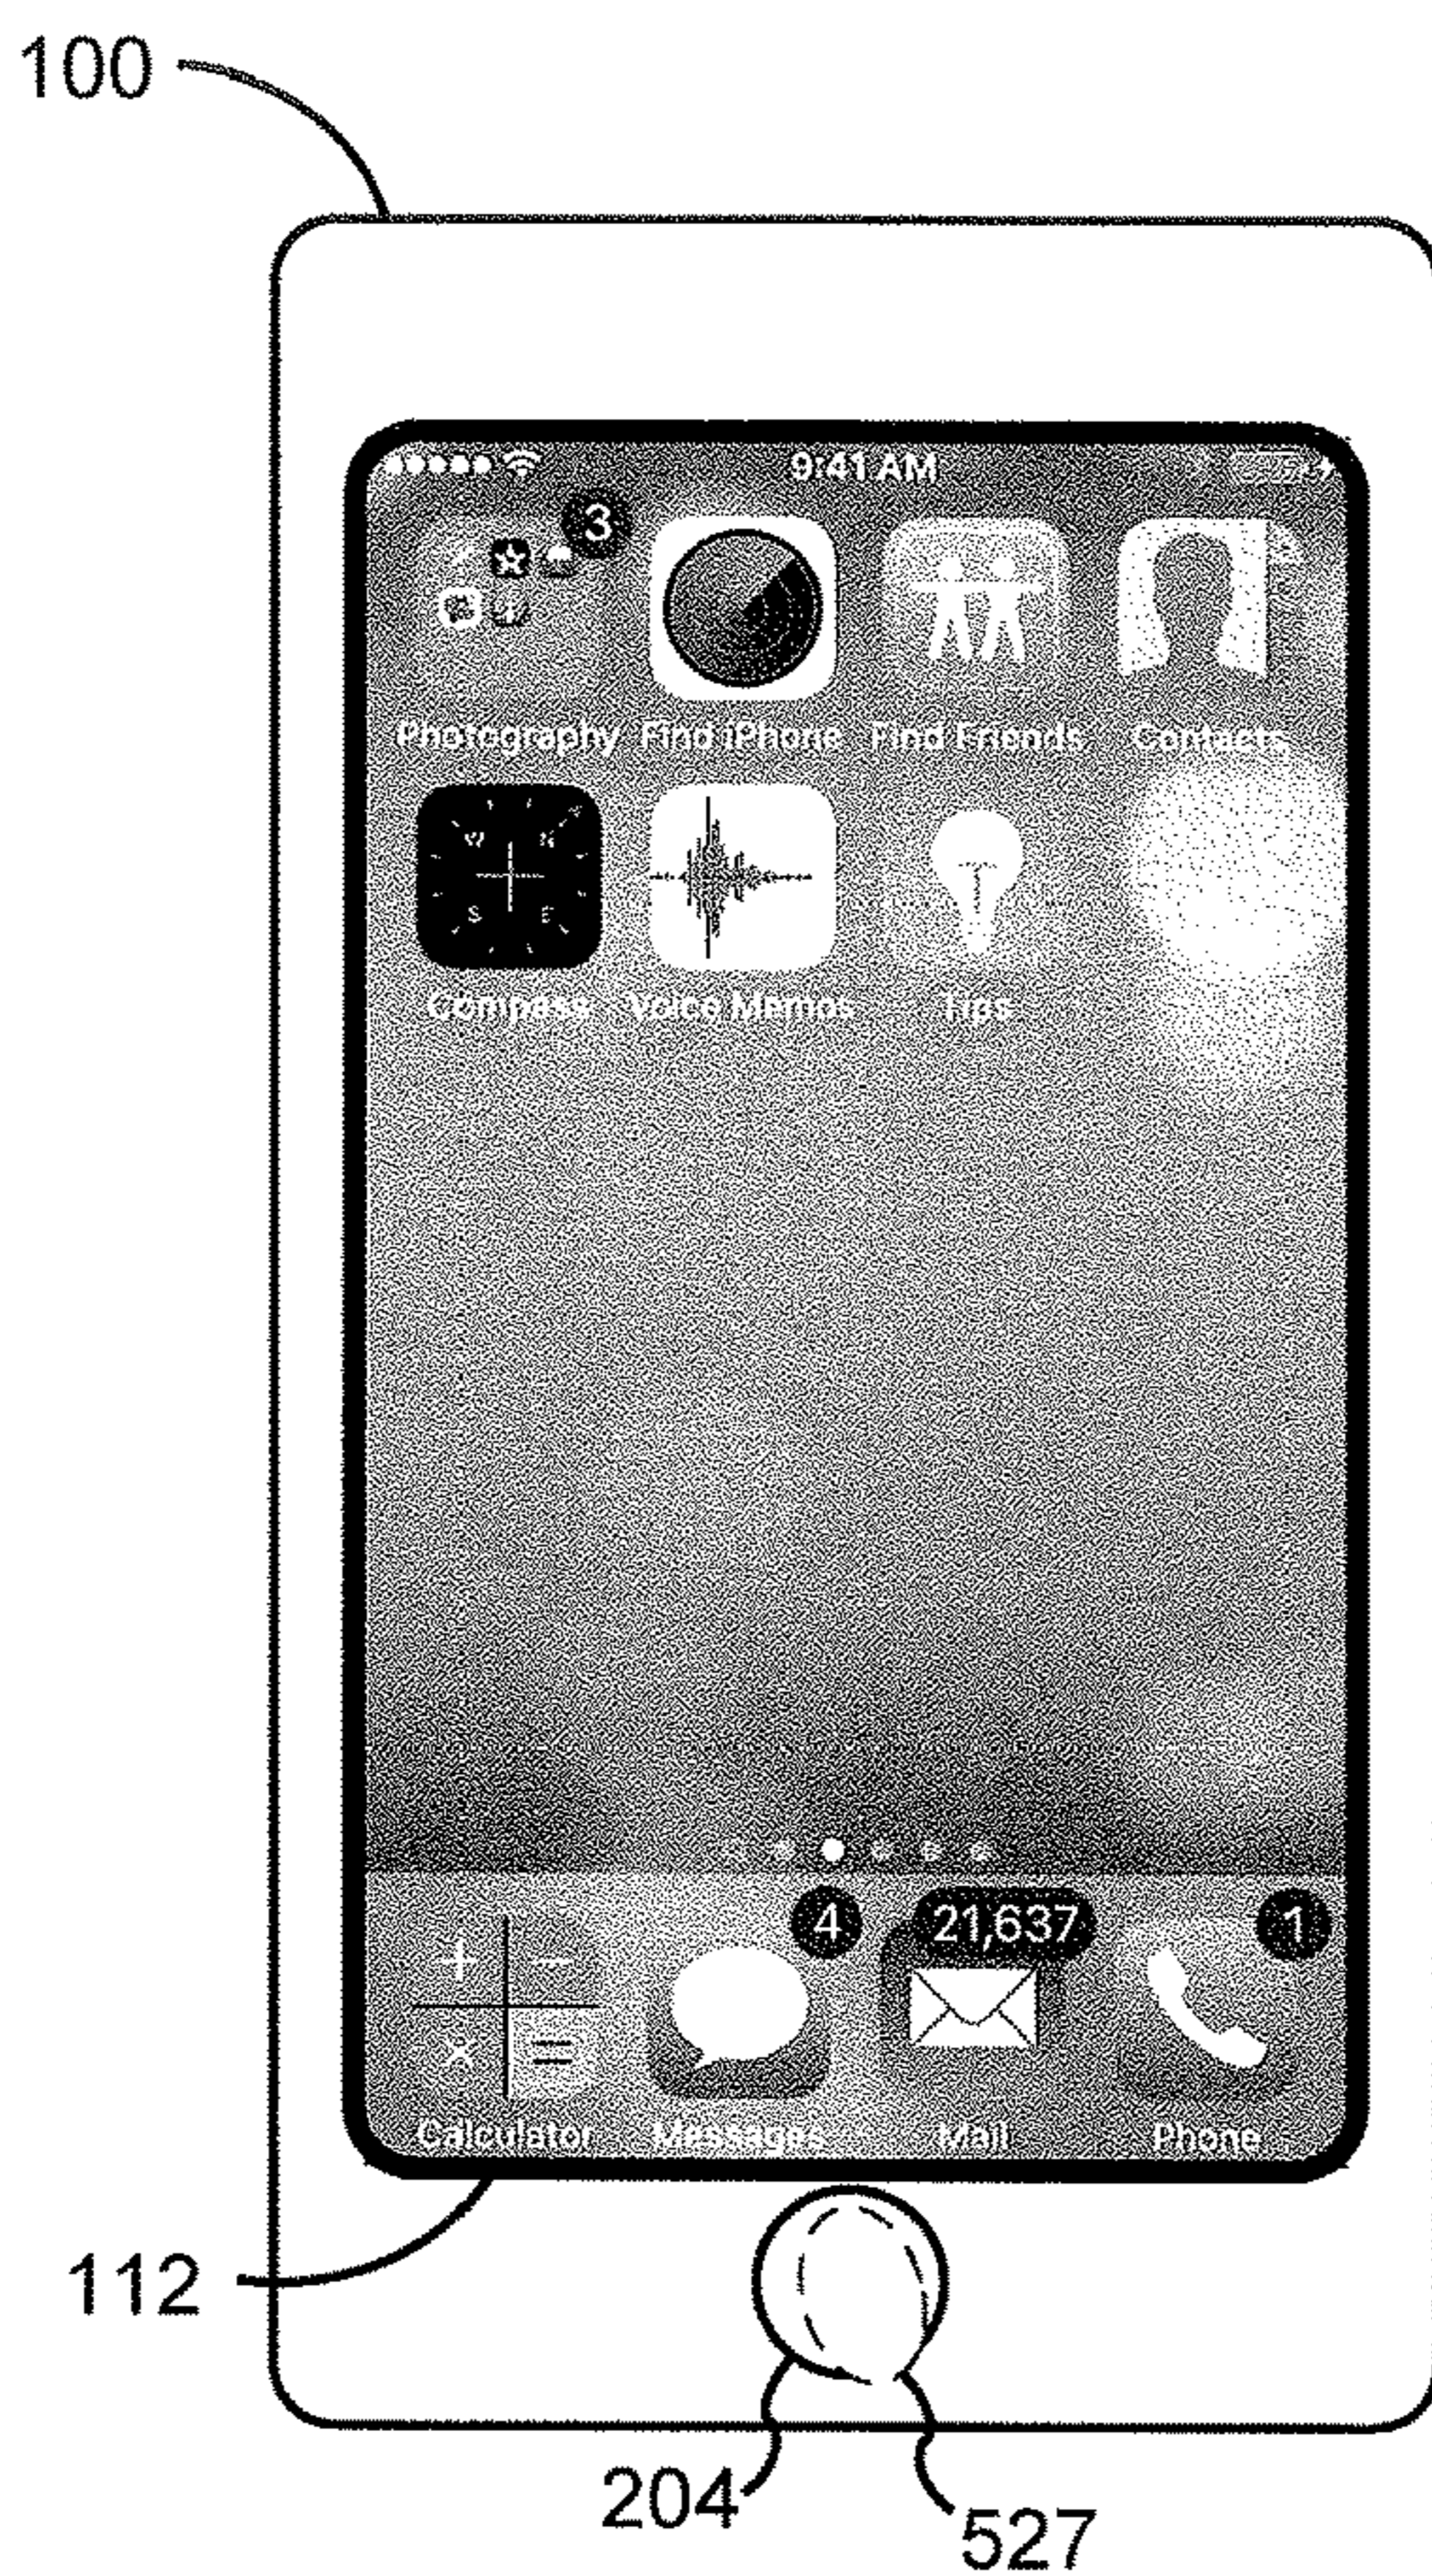 100
9:41 AM
3
Photography Find iPhone Find Friends Contacts
W N
S E
Compass Voice Memos Tips
4 21,637 1
+ −
× =
Calculator Messages Mail Phone
112
204
527